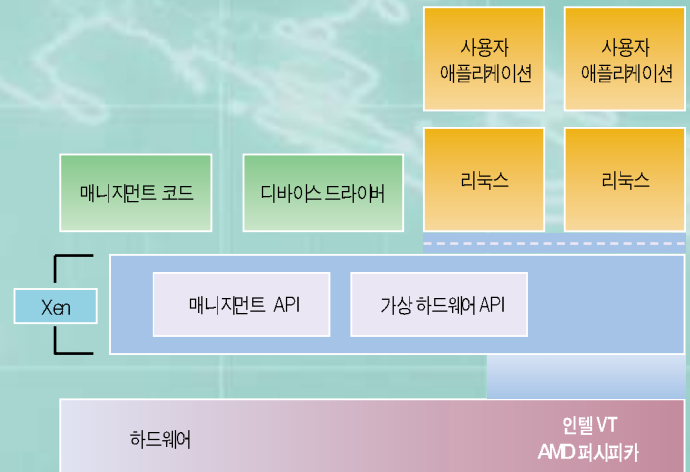 사용자
애플리케이션
사용자
애플리케이션
매니지먼트 코드
디바이스 드라이버
리눅스
리눅스
Xen
매니지먼트 API
가상 하드웨어 API
하드웨어
인텔 VT
AMD 퍼시피카